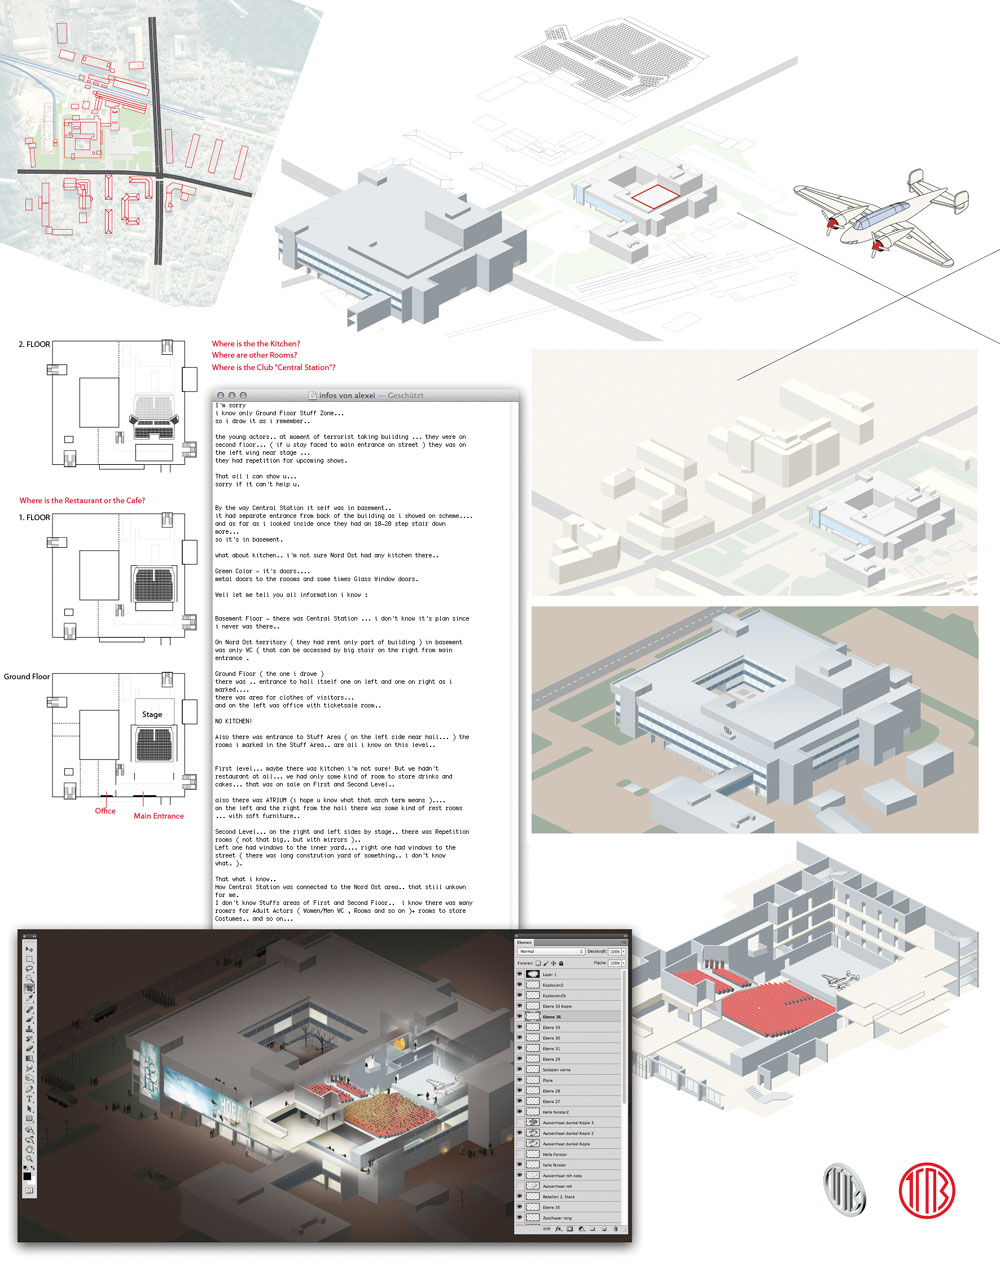 2. FLOOR
Where is the the Kitchen?
Where are other Rooms?
Where is the Club "Central Station"?
infos von alexei — Geschützt
I'm sorry
i know only Ground Floor Stuff Zone...
so i draw it as i remember..
the young actors.. at moment of terrorist taking building ... they were on
second floor... ( if u stay faced to main entrance on street ) they was on
the left wing near stage ...
they had repetition for upcoming shows.
That all i can show u...
sorry if it can't help u.
By the way Central Station it self was in basement..
it had separate entrance from back of the building as i showed on scheme....
and as far as i looked inside once they had an 10-20 step stair down
more...
so it's in basement.
what about kitchen.. i'm not sure Nord Ost had any kitchen there..
Green Color - it's doors....
metal doors to the rooms and some times Glass Window doors.
Well let me tell you all information i know :
Basement Floor - there was Central Station ... i don't know it's plan since
i never was there..
On Nord Ost territory ( they had rent only part of building ) in basement
was only WC ( that can be accessed by big stair on the right from main
entrance .
Ground Floor ( the one i drove )
there was .. entrance to hall itself one on left and one on right as i
marked....
there was area for clothes of visitors...
and on the left was office with ticketsale room..
NO KITCHEN!
Also there was entrance to Stuff Area ( on the left side near hall... ) the
rooms i marked in the Stuff Area.. are all i know on this level..
First level... maybe there was kitchen i'm not sure! But we hadn't
restaurant at all... we had only some kind of room to store drinks and
cakes... that was on sale on First and Second Level..
also there was ATRIUM (i hope u know what that arch term means )....
on the left and the right from the hall there was some kind of rest rooms
... with soft furniture..
Second Level... on the right and left sides by stage.. there was Repetition
rooms ( not that big.. but with mirrors )..
Left one had windows to the inner yard.... right one had windows to the
street ( there was long constrution yard of something.. i don't know
what. ).
That what i know..
How Central Station was connected to the Nord Ost area.. that still unkown
for me.
I don't know Stuffs areas of First and Second Floor.. i know there was many
roomrs for Adult Actors ( Women/Men WC , Rooms and so on )+ rooms to store
Costumes.. and so on...
Where is the Restaurant or the Cafe?
1. FLOOR
Ground Floor
Stage
Office
Main Entrance
Ebenen
Normal
Deckkraft: 100%
Fixieren:
Fläche: 100%
Layer 1
Explosion2
Explosion2b
Ebene 33 Kopie
Ebene 36
Ebene 33
Ebene 30
Ebene 31
Ebene 29
Soldaten vorne
Plane
Ebene 28
Ebene 27
Helle fenster2
Aussenhaut dunkel Kopie 3
Aussenhaut dunkel Kopie 2
Aussenhaut dunkel Kopie
Helle Fenster
helle fenster
Aussenhaut roh copy
Aussenhaut roh
Rebellen 2. Stock
Ebene 35
Zuschauer rang